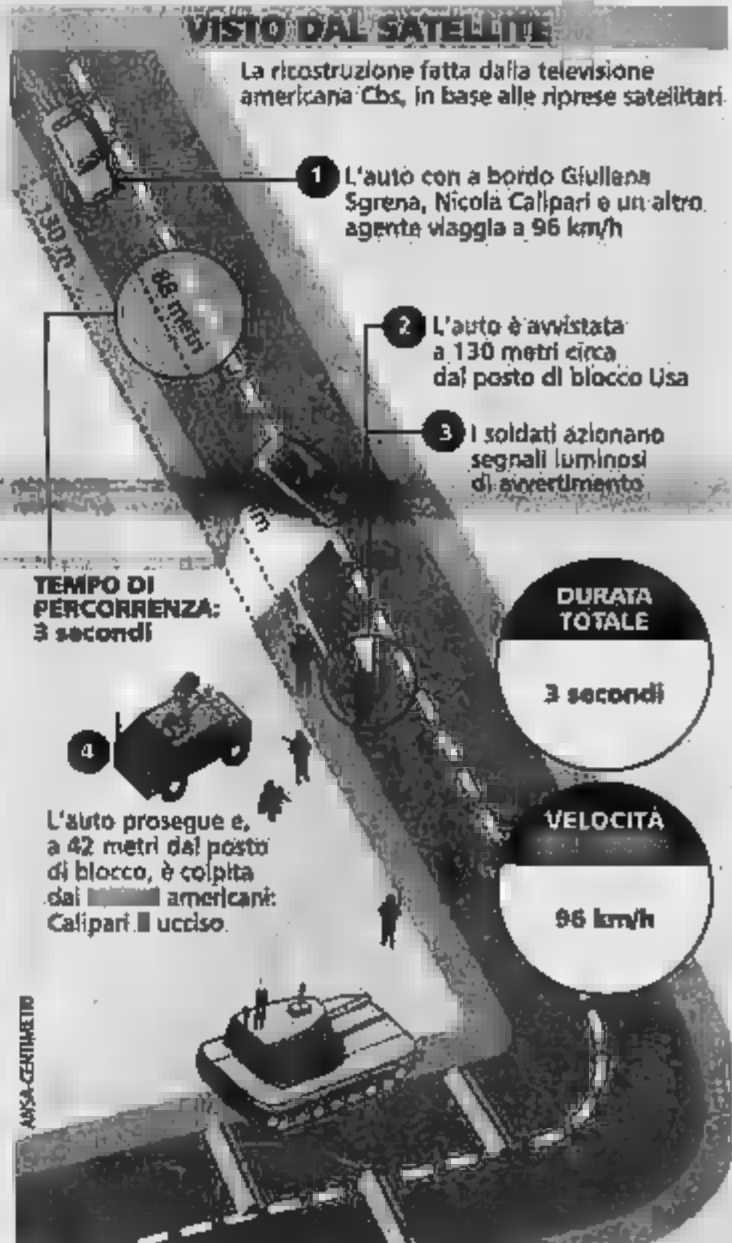 VISTO DAL SATELLITE
La ricostruzione fatta dalla televisione
americana Cbs, in base alle riprese satellitari
1
L'auto con a bordo Giuliana
Sgrena, Nicola Calipari e un altro
agente viaggia a 96 km/h
130 m
88 metri
2
L'auto è avvistata
a 130 metri circa
dal posto di blocco Usa
3
I soldati azionano
segnali luminosi
di avvertimento
m
TEMPO DI
PERCORRENZA:
3 secondi
DURATA
TOTALE
3 secondi
4
L'auto prosegue e,
a 42 metri dal posto
di blocco, è colpita
dai americani:
Calipari ucciso
VELOCITÀ
96 km/h
ANSA-CENTIMETRI